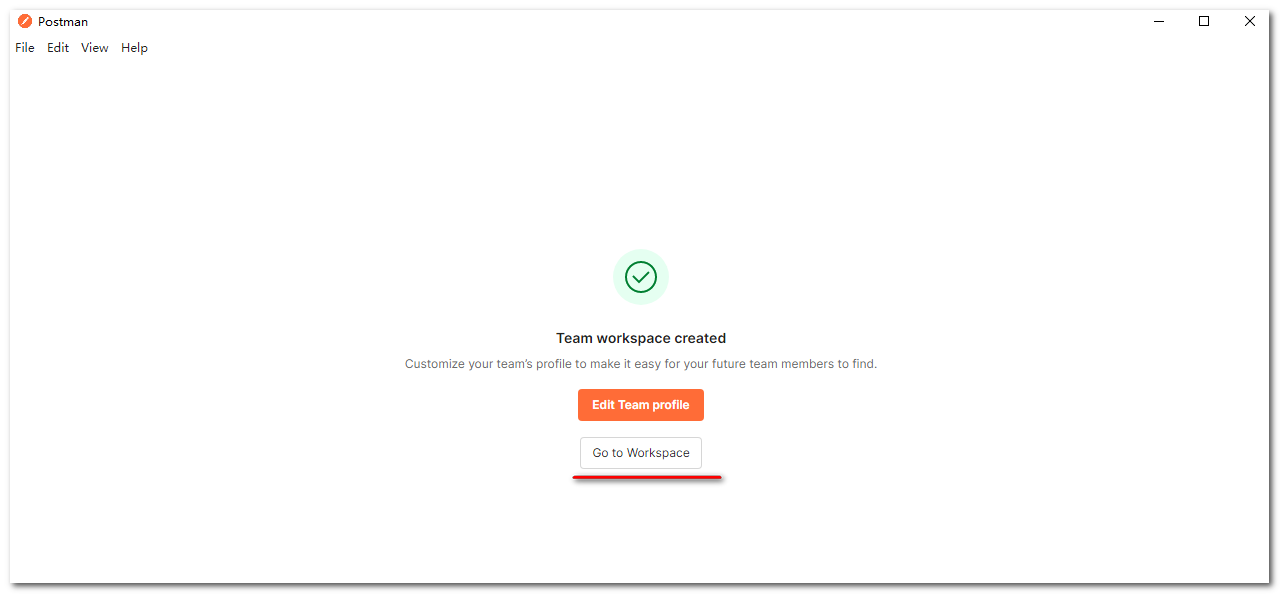 Postman
File Edit View Help
Team workspace created
Customize your team's profile to make it easy for your future team members to find.
Edit Team profile
Go to Workspace